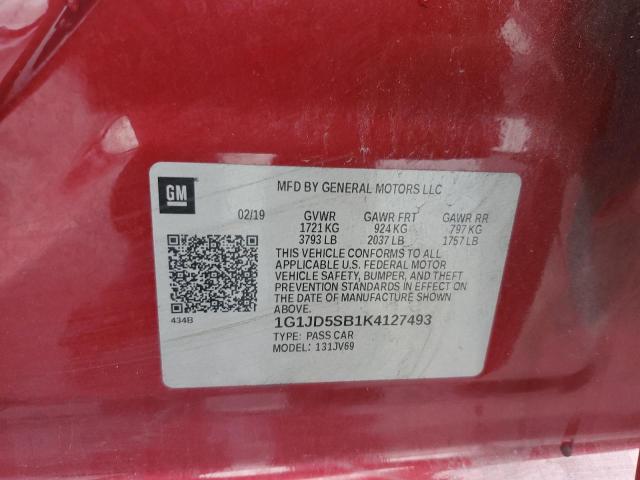 GM
MFD BY GENERAL MOTORS LLC
02/19 GVWR GAWR FRT GAWR RR
1721 KG 924 KG 797 KG
3793 LB 2037 LB 1757 LB
THIS VEHICLE CONFORMS TO ALL
APPLICABLE U.S. FEDERAL MOTOR
VEHICLE SAFETY, BUMPER, AND THEFT
PREVENTION STANDARDS IN EFFECT
ON THE DATE OF MANUFACTURE SHOWN
ABOVE.
434B
1G1JD5SB1K4127493
TYPE: PASS CAR
MODEL: 131JV69